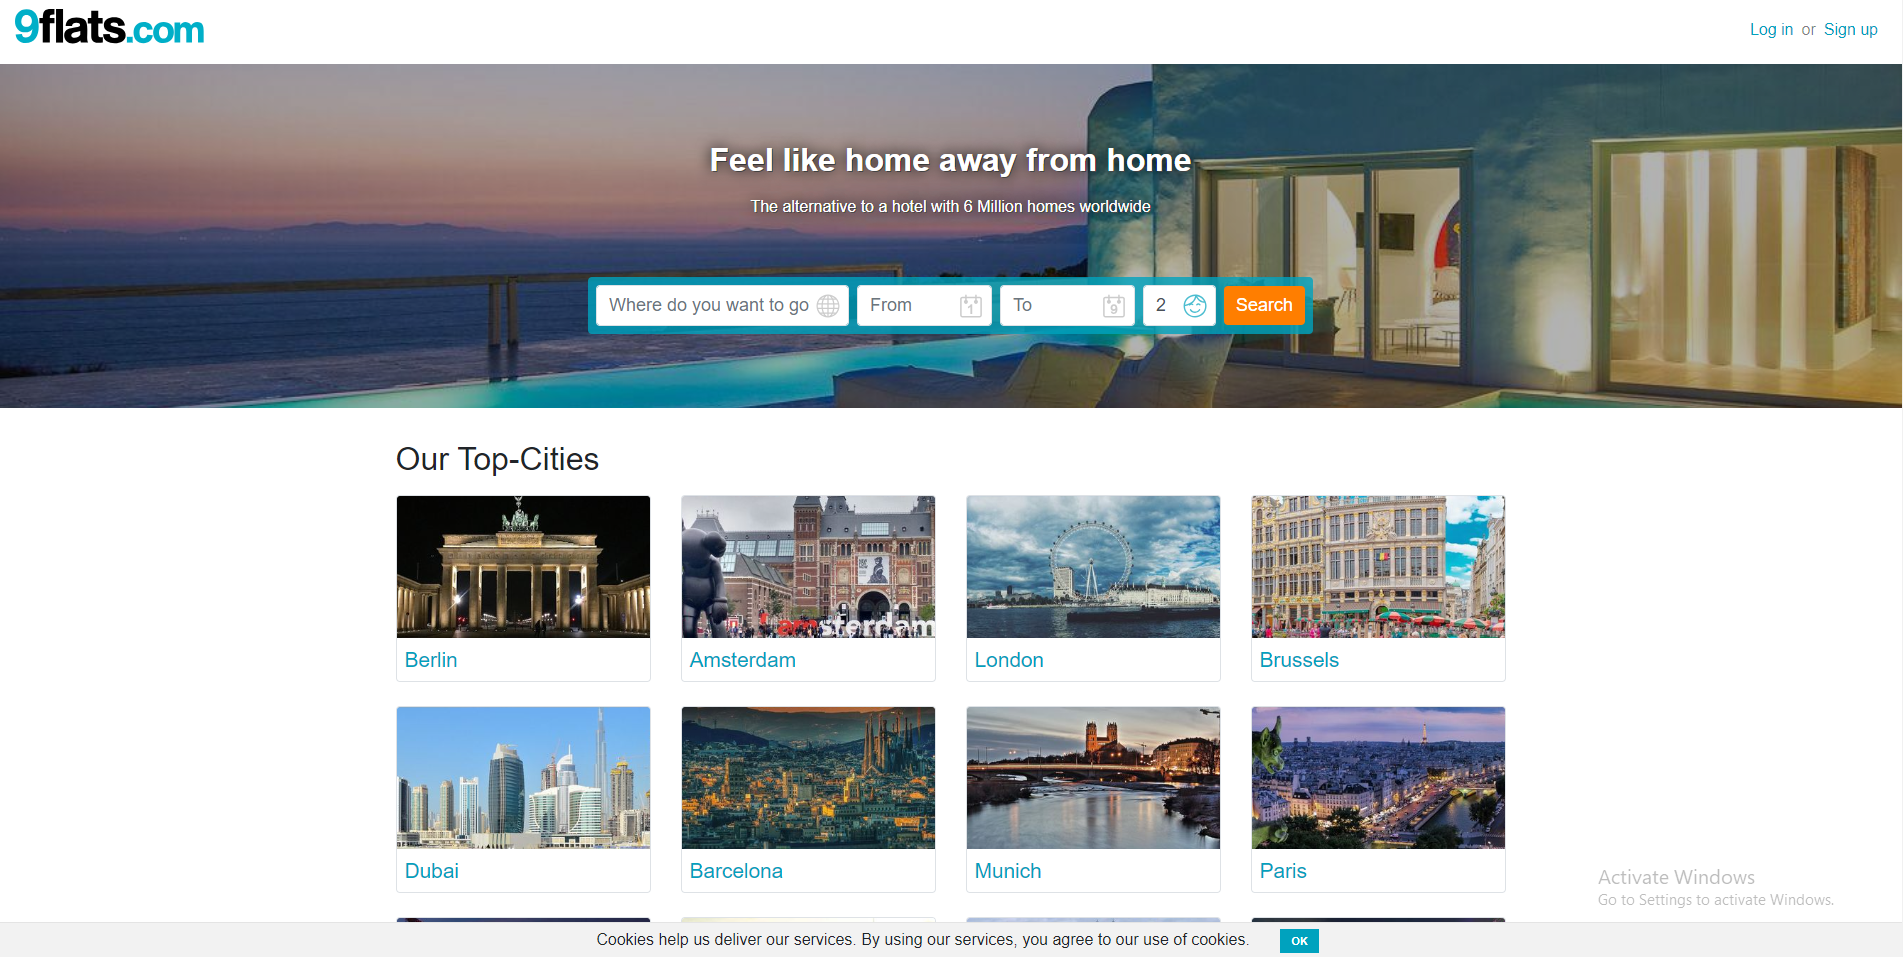 9flats.com
Log in or Sign up
Feel like home away from home
The alternative to a hotel with 6 Million homes worldwide
Where do you want to go
From
1
To
9
2
Search
Our Top-Cities
amsterdam
Berlin
Amsterdam
London
Brussels
Dubai
Barcelona
Munich
Paris
Activate Windows
Go to Settings to activate Windows.
Cookies help us deliver our services. By using our services, you agree to our use of cookies.
OK